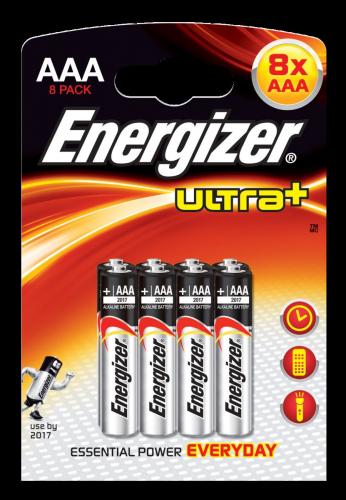 AAA
8 PACK
8x
AAA
Energizer®
ULTRA+
TM
MC
+ AAA
2017
ALKALINE BATTERY
Energizer
+ AAA
2017
ALKALINE BATTERY
Energizer
+ AAA
2017
ALKALINE BATTERY
Energizer
+ AAA
2017
ALKALINE BATTERY
Energizer
use by
2017
ESSENTIAL POWER EVERYDAY